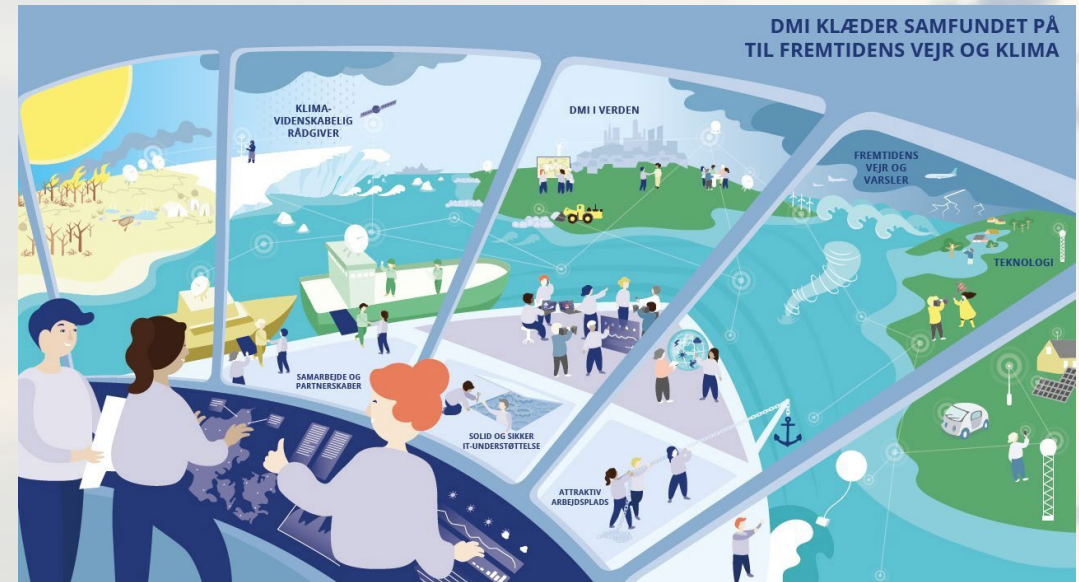 DMI KLÆDER SAMFUNDET PÅ
TIL FREMTIDENS VEJR OG KLIMA
KLIMA-
VIDENSKABELIG
RÅDGIVER
DMI I VERDEN
FREMTIDENS
VEJR OG
VARSLER
TEKNOLOGI
SAMARBEJDE OG
PARTNERSKABER
SOLID OG SIKKER
IT-UNDERSTØTTELSE
ATTRAKTIV
ARBEJDSPLADS